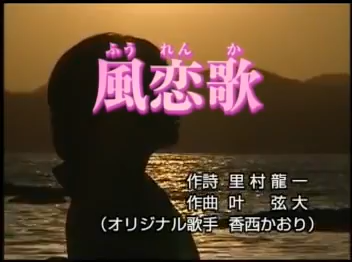 ふう れん か
風恋歌
作詩 里村龍一
作曲 叶 弦大
(オリジナル歌手 香西かおり)